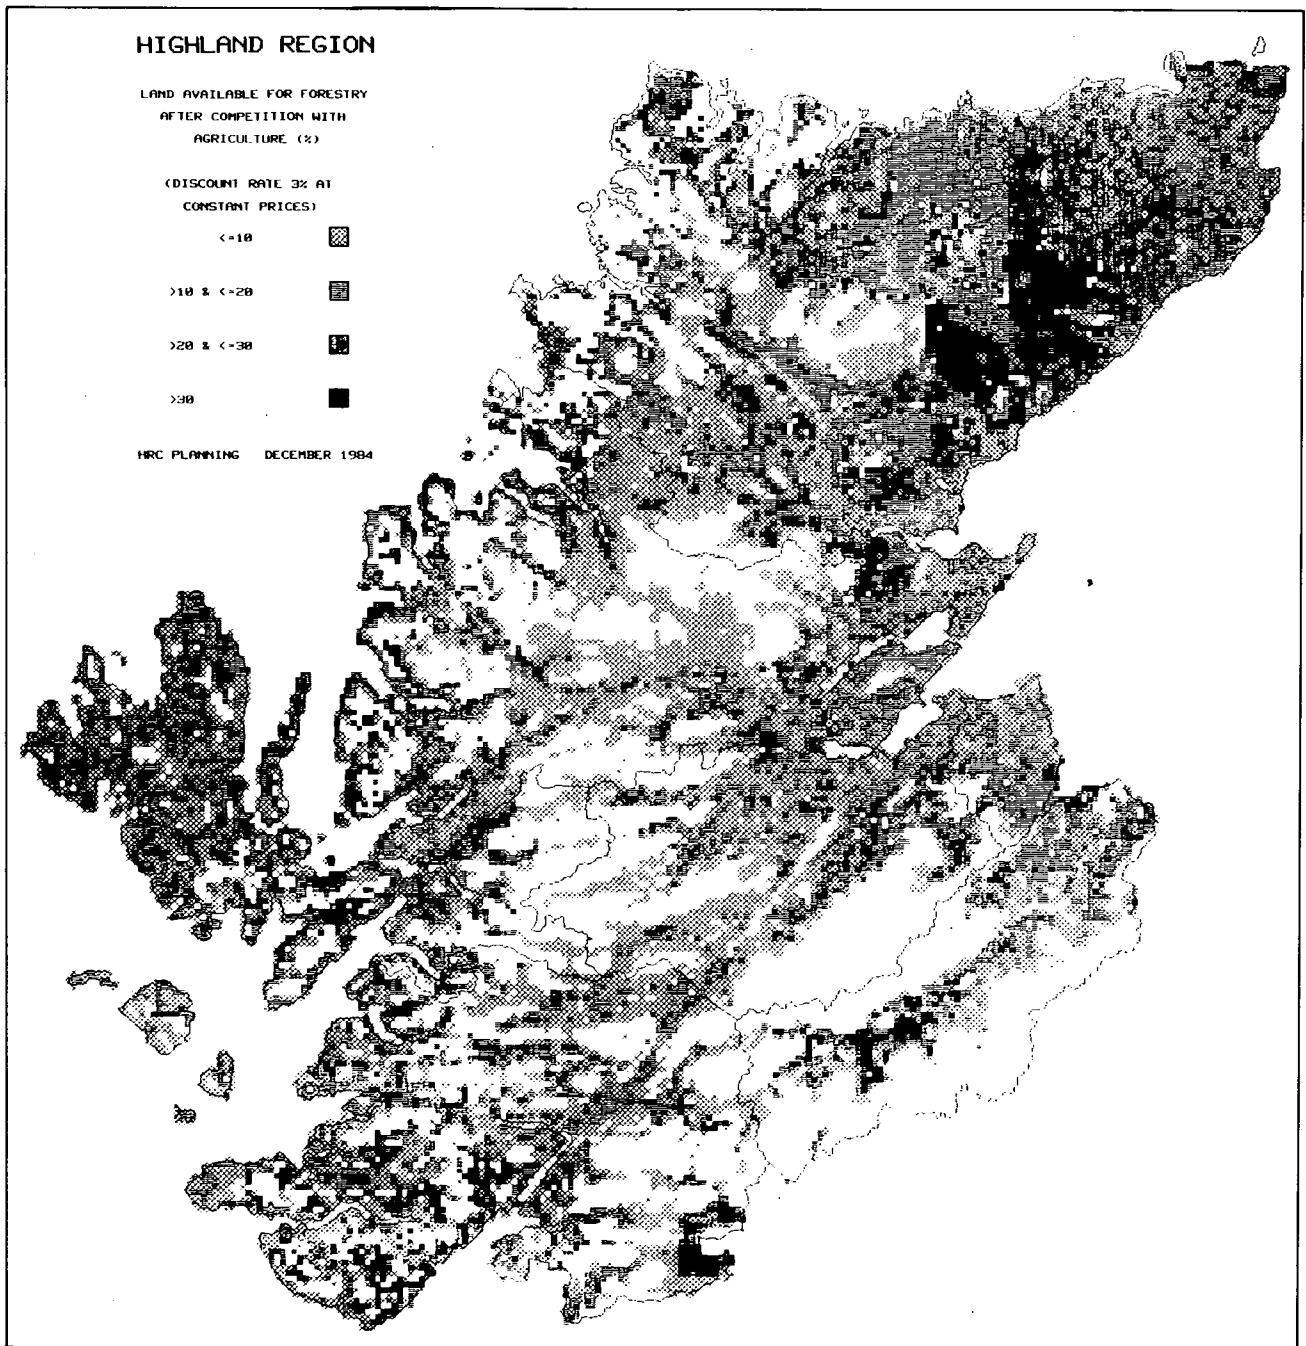 HIGHLAND REGION
LAND AVAILABLE FOR FORESTRY
AFTER COMPETITION WITH
AGRICULTURE (%)
(DISCOUNT RATE 3% AT
CONSTANT PRICES)
<=10
>10 & <=20
>20 & <=30
>30
HRC PLANNING DECEMBER 1984